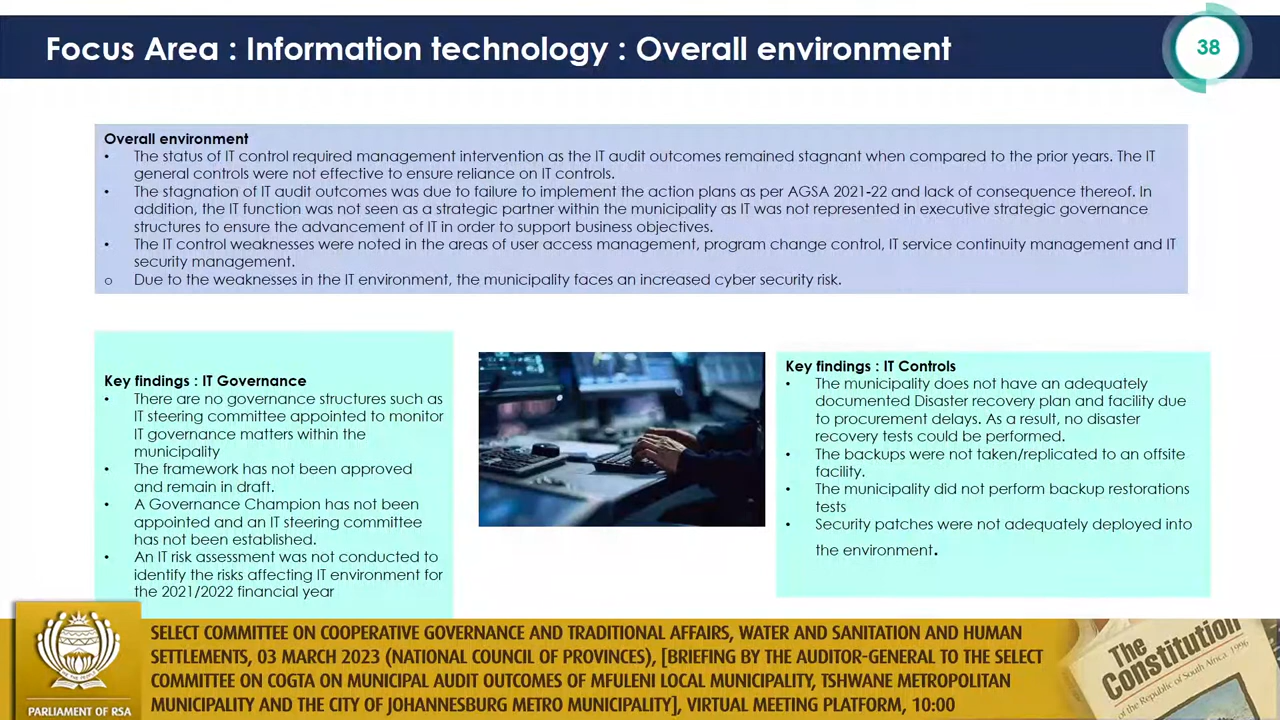 Focus Area : Information technology : Overall environment
38
Overall environment
• The status of IT control required management intervention as the IT audit outcomes remained stagnant when compared to the prior years. The IT
general controls were not effective to ensure reliance on IT controls.
• The stagnation of IT audit outcomes was due to failure to implement the action plans as per AGSA 2021-22 and lack of consequence thereof. In
addition, the IT function was not seen as a strategic partner within the municipality as IT was not represented in executive strategic governance
structures to ensure the advancement of IT in order to support business objectives.
• The IT control weaknesses were noted in the areas of user access management, program change control, IT service continuity management and IT
security management.
o Due to the weaknesses in the IT environment, the municipality faces an increased cyber security risk.
Key findings : IT Governance
• There are no governance structures such as
IT steering committee appointed to monitor
IT governance matters within the
municipality
• The framework has not been approved
and remain in draft.
• A Governance Champion has not been
appointed and an IT steering committee
has not been established.
• An IT risk assessment was not conducted to
identify the risks affecting IT environment for
the 2021/2022 financial year
Key findings : IT Controls
• The municipality does not have an adequately
documented Disaster recovery plan and facility due
to procurement delays. As a result, no disaster
recovery tests could be performed.
• The backups were not taken/replicated to an offsite
facility.
• The municipality did not perform backup restorations
tests
• Security patches were not adequately deployed into
the environment.
PARLIAMENT OF RSA
SELECT COMMITTEE ON COOPERATIVE GOVERNANCE AND TRADITIONAL AFFAIRS, WATER AND SANITATION AND HUMAN
SETTLEMENTS, 03 MARCH 2023 (NATIONAL COUNCIL OF PROVINCES), [BRIEFING BY THE AUDITOR-GENERAL TO THE SELECT
COMMITTEE ON COGTA ON MUNICIPAL AUDIT OUTCOMES OF MFULENI LOCAL MUNICIPALITY, TSHWANE METROPOLITAN
MUNICIPALITY AND THE CITY OF JOHANNESBURG METRO MUNICIPALITY], VIRTUAL MEETING PLATFORM, 10:00
The
Constitution
of the Republic of South Africa, 1996